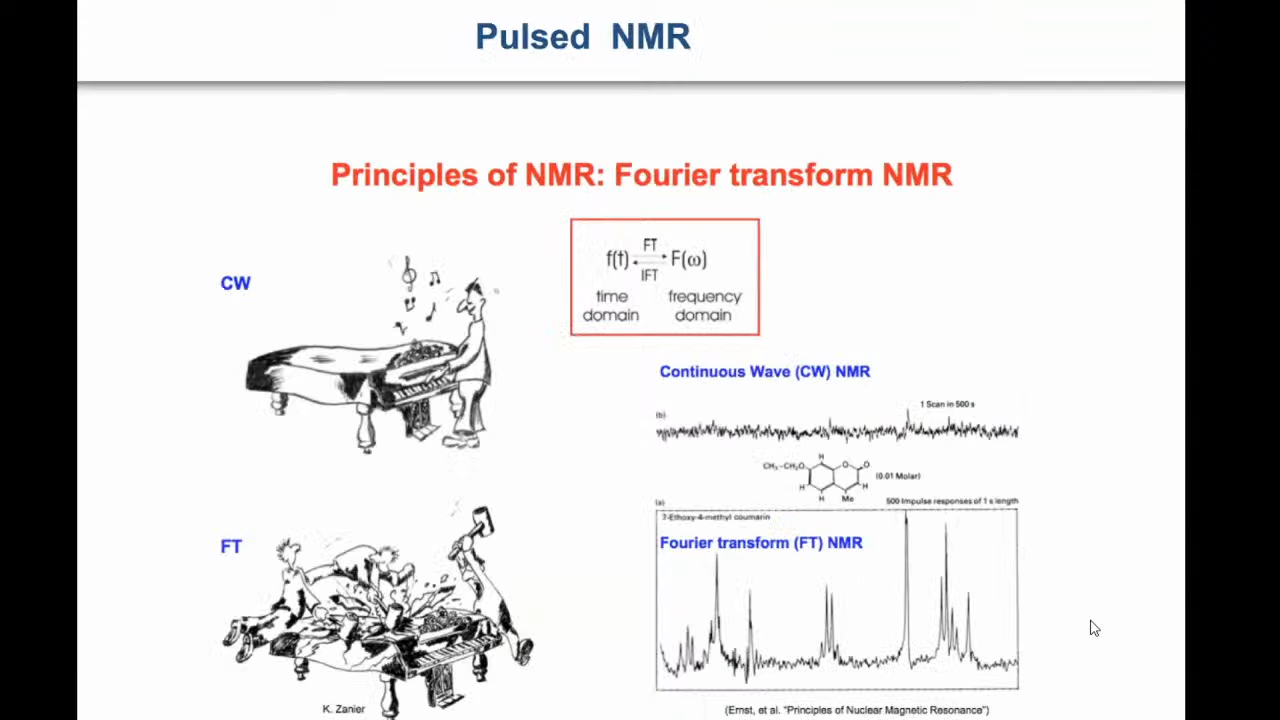 Pulsed NMR
Principles of NMR: Fourier transform NMR
CW
FT
f(t) F(ω)
IFT
time frequency
domain domain
Continuous Wave (CW) NMR
1 Scan in 500 s
(b)
CH₃-CH₂O
H
O
O
(0.01 Molar)
H
H
H
Me
(a)
500 Impulse responses of 1 s length
7-Ethoxy-4-methyl coumarin
FT
Fourier transform (FT) NMR
K. Zanier
(Ernst, et al. "Principles of Nuclear Magnetic Resonance")